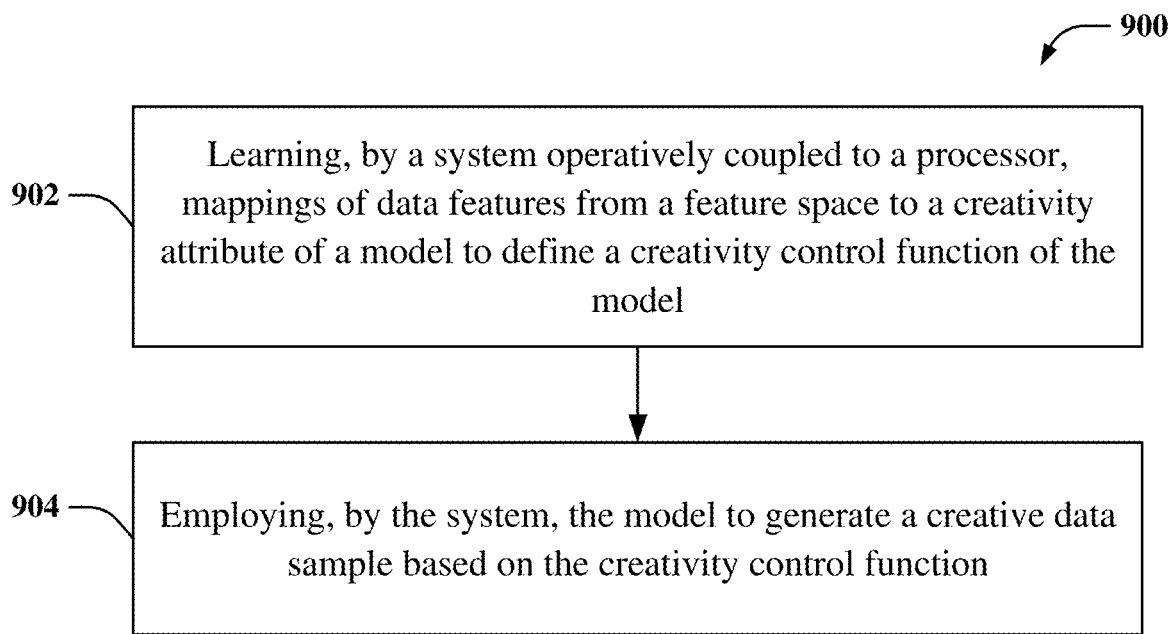 900
902
Learning, by a system operatively coupled to a processor,
mappings of data features from a feature space to a creativity
attribute of a model to define a creativity control function of the
model
904
Employing, by the system, the model to generate a creative data
sample based on the creativity control function